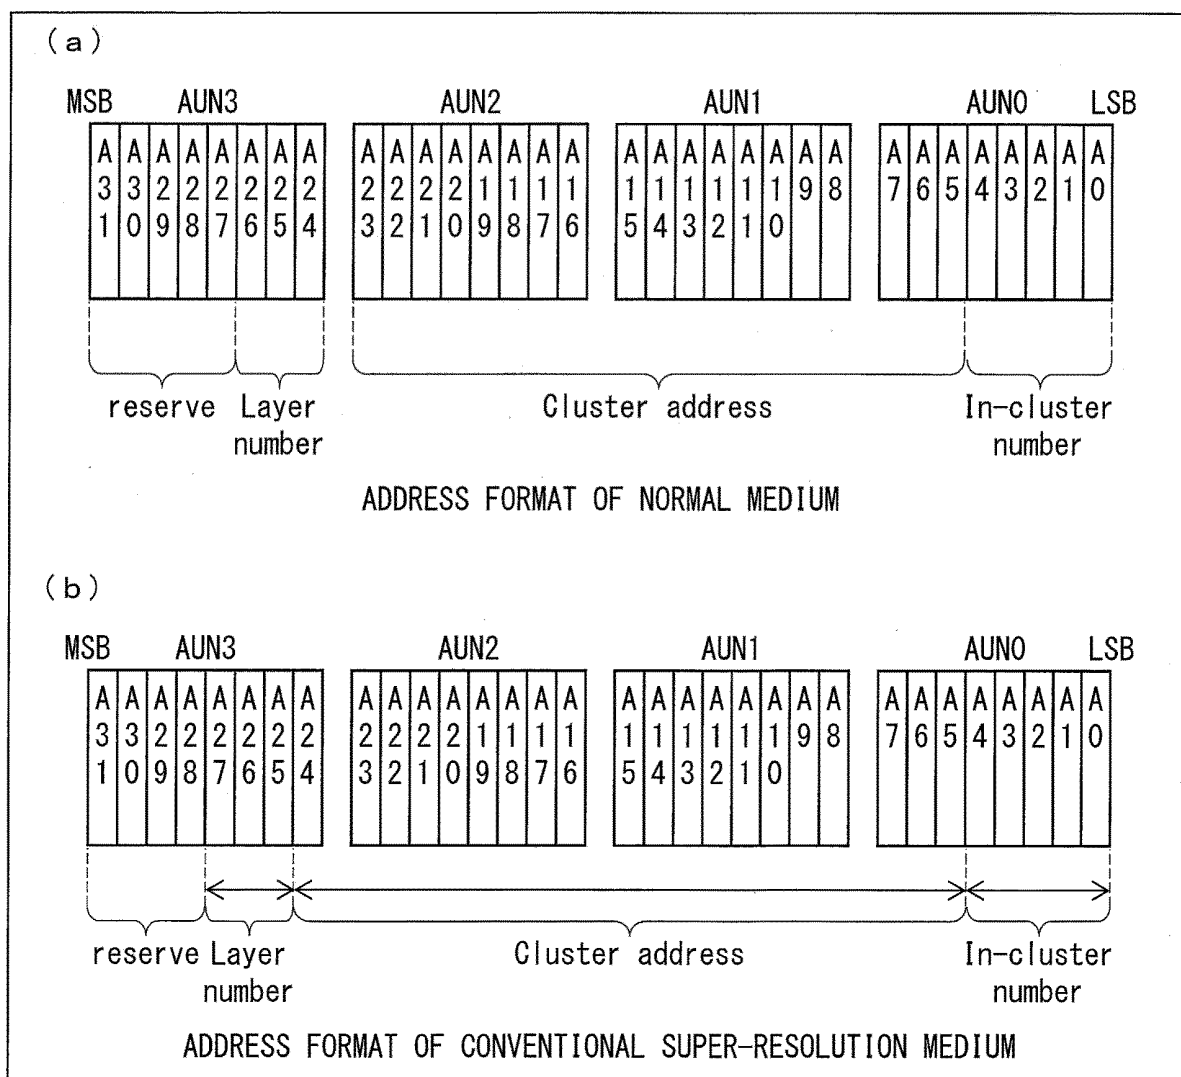 (a)
MSB AUN3 AUN2 AUN1 AUN0 LSB
A31 A30 A29 A28 A27 A26 A25 A24 A23 A22 A21 A20 A19 A18 A17 A16 A15 A14 A13 A12 A11 A10 A9 A8 A7 A6 A5 A4 A3 A2 A1 A0
reserve Layer Cluster address In-cluster
number number
ADDRESS FORMAT OF NORMAL MEDIUM
(b)
MSB AUN3 AUN2 AUN1 AUN0 LSB
A31 A30 A29 A28 A27 A26 A25 A24 A23 A22 A21 A20 A19 A18 A17 A16 A15 A14 A13 A12 A11 A10 A9 A8 A7 A6 A5 A4 A3 A2 A1 A0
reserve Layer Cluster address In-cluster
number number
ADDRESS FORMAT OF CONVENTIONAL SUPER-RESOLUTION MEDIUM